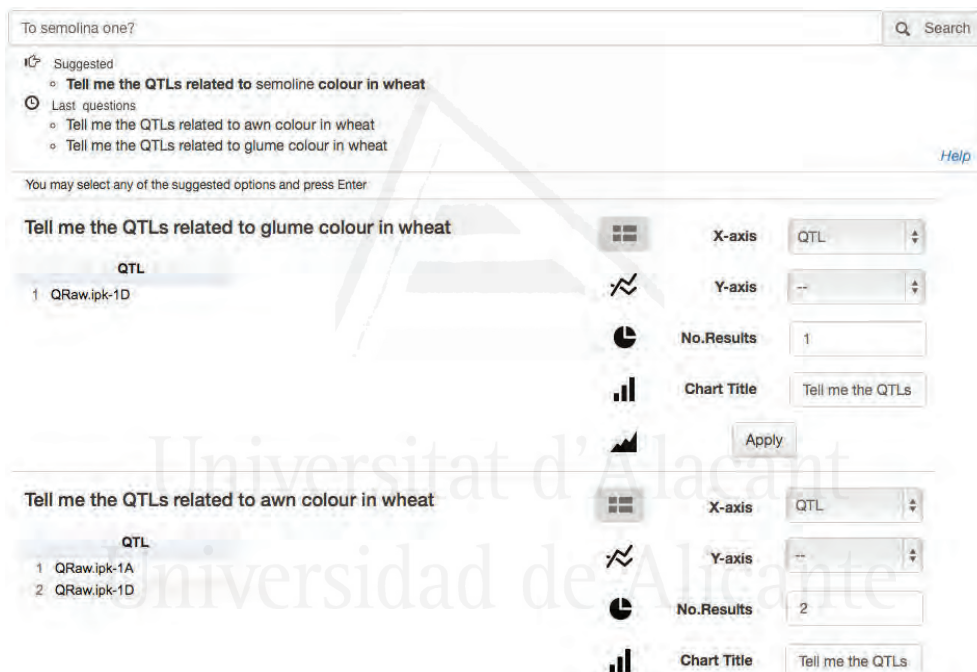 To semolina one?
Search
Suggested
Tell me the QTLs related to semoline colour in wheat
Last questions
Tell me the QTLs related to awn colour in wheat
Tell me the QTLs related to glume colour in wheat
Help
You may select any of the suggested options and press Enter
Tell me the QTLs related to glume colour in wheat
QTL
1 QRaw.ipk-1D
X-axis QTL
Y-axis --
No.Results 1
Chart Title Tell me the QTLs
Apply
Universitat d'Alacant
Tell me the QTLs related to awn colour in wheat
QTL
1 QRaw.ipk-1A
2 QRaw.ipk-1D
X-axis QTL
Y-axis --
Universidad de Alicante
No.Results 2
Chart Title Tell me the QTLs